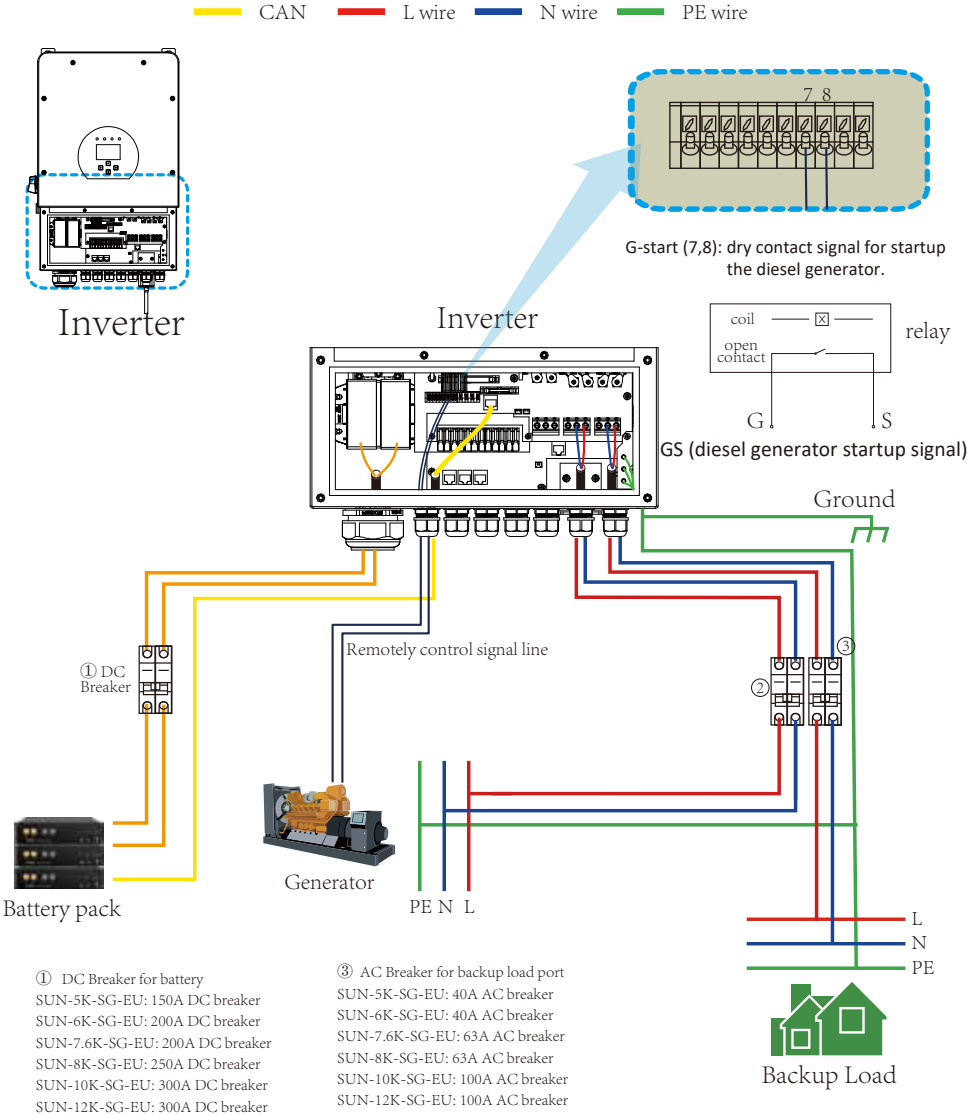 CAN L wire N wire PE wire
7 8
G-start (7,8): dry contact signal for startup
the diesel generator.
Inverter
Inverter
coil
open
contact
relay
G S
GS (diesel generator startup signal)
Ground
Remotely control signal line
① DC
Breaker
②
③
Generator
Battery pack
PE N L
L
N
PE
Backup Load
① DC Breaker for battery
SUN-5K-SG-EU: 150A DC breaker
SUN-6K-SG-EU: 200A DC breaker
SUN-7.6K-SG-EU: 200A DC breaker
SUN-8K-SG-EU: 250A DC breaker
SUN-10K-SG-EU: 300A DC breaker
SUN-12K-SG-EU: 300A DC breaker
③ AC Breaker for backup load port
SUN-5K-SG-EU: 40A AC breaker
SUN-6K-SG-EU: 40A AC breaker
SUN-7.6K-SG-EU: 63A AC breaker
SUN-8K-SG-EU: 63A AC breaker
SUN-10K-SG-EU: 100A AC breaker
SUN-12K-SG-EU: 100A AC breaker